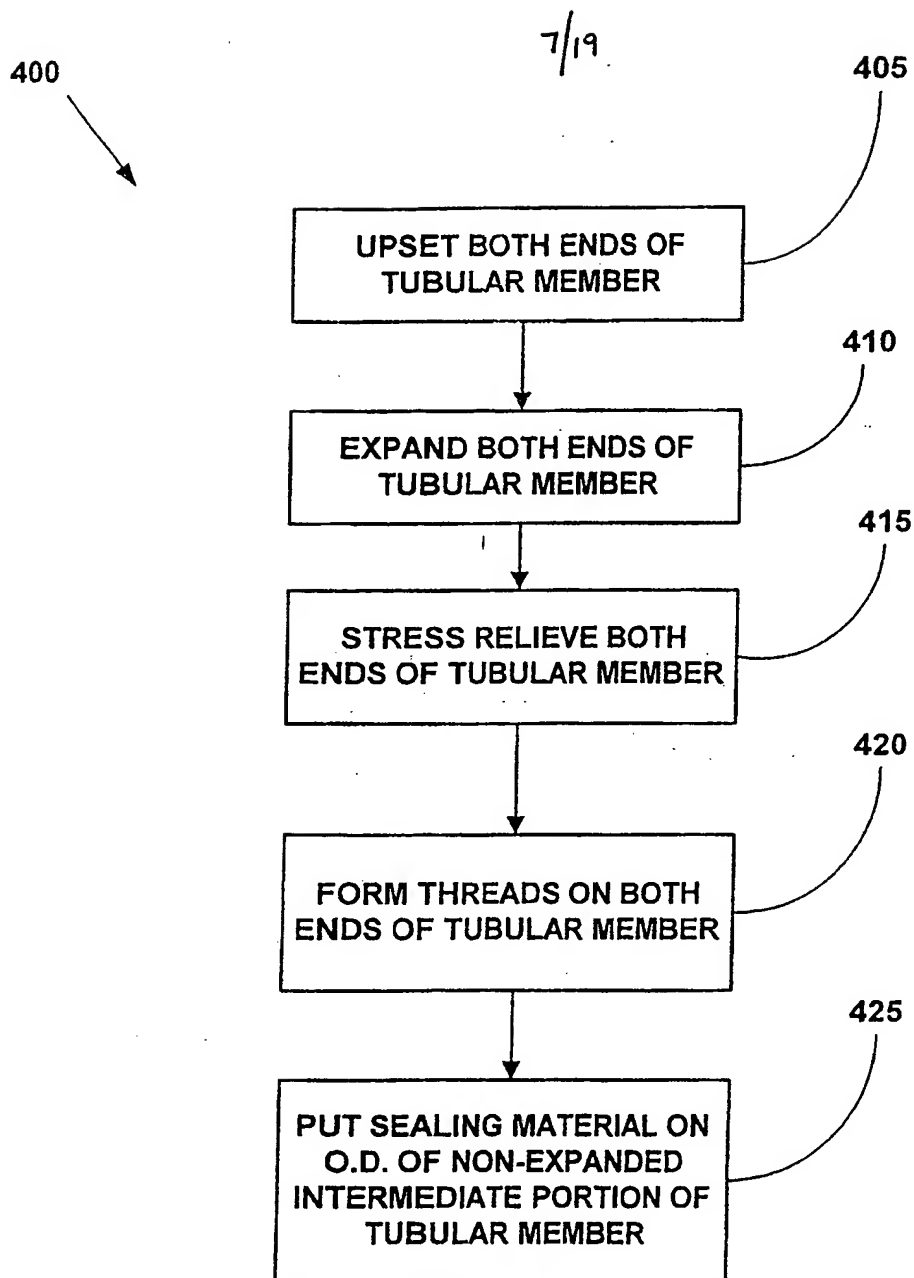 7/19
400
405
UPSET BOTH ENDS OF
TUBULAR MEMBER
410
EXPAND BOTH ENDS OF
TUBULAR MEMBER
415
STRESS RELIEVE BOTH
ENDS OF TUBULAR MEMBER
420
FORM THREADS ON BOTH
ENDS OF TUBULAR MEMBER
425
PUT SEALING MATERIAL ON
O.D. OF NON-EXPANDED
INTERMEDIATE PORTION OF
TUBULAR MEMBER